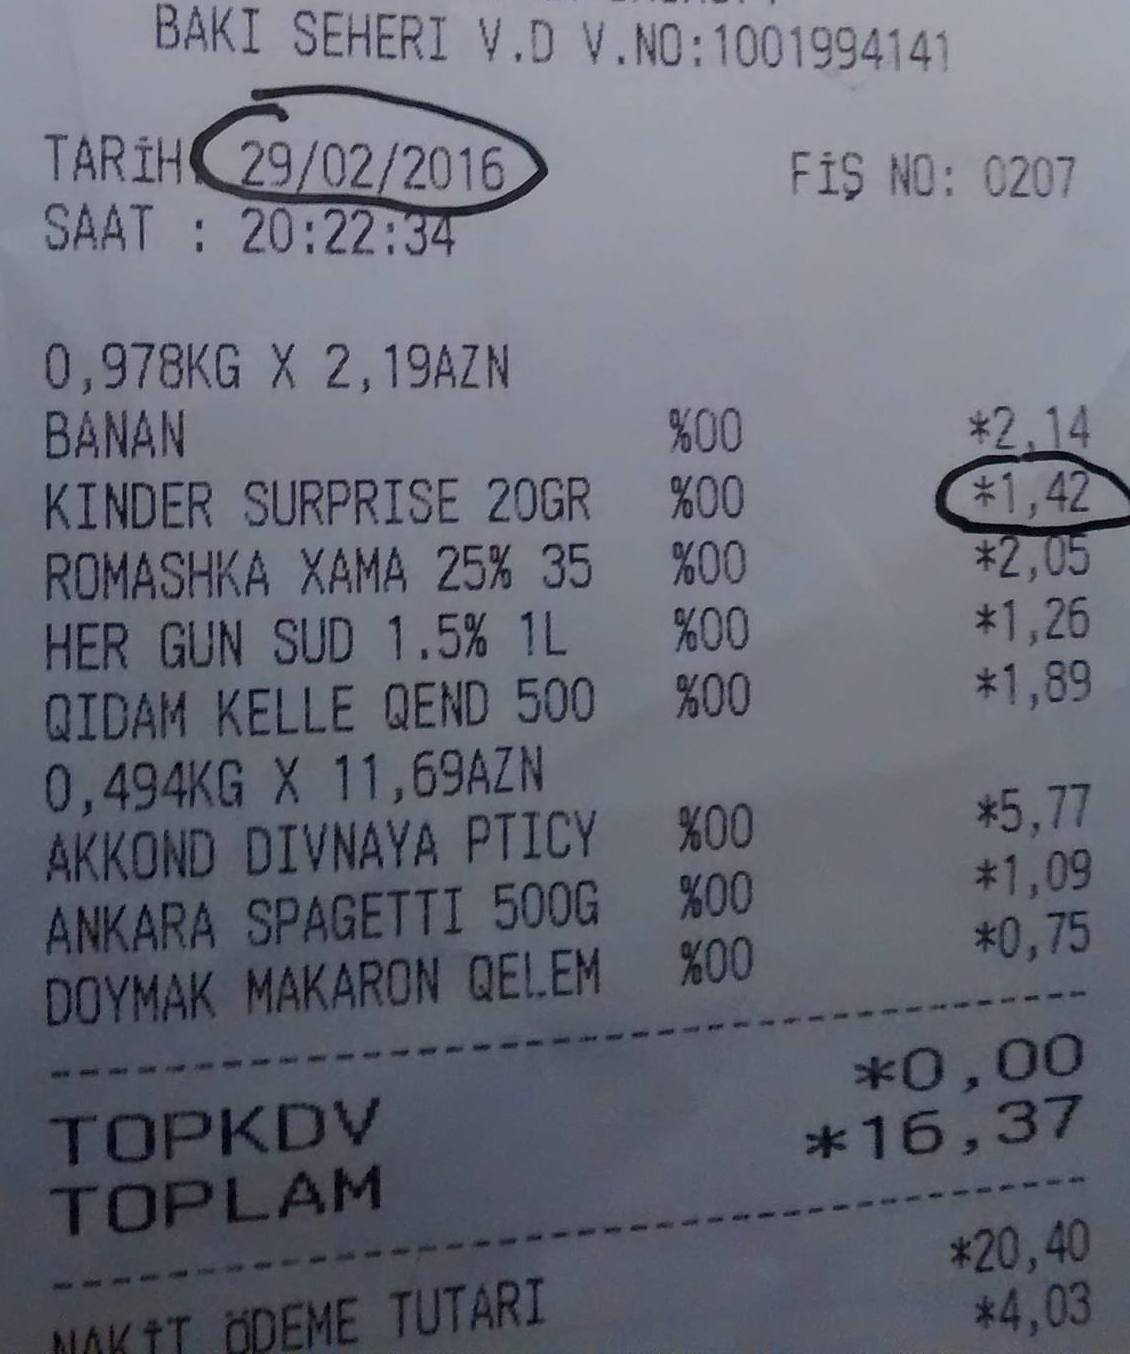 BAKI SEHERI V.D V.NO:1001994141
TARİH: 29/02/2016 FİŞ NO: 0207
SAAT : 20:22:34
0,978KG X 2,19AZN
BANAN %00 *2,14
KINDER SURPRISE 20GR %00 *1,42
ROMASHKA XAMA 25% 35 %00 *2,05
HER GUN SUD 1.5% 1L %00 *1,26
QIDAM KELLE QEND 500 %00 *1,89
0,494KG X 11,69AZN
AKKOND DIVNAYA PTICY %00 *5,77
ANKARA SPAGETTI 500G %00 *1,09
DOYMAK MAKARON QELEM %00 *0,75
TOPKDV *0,00
TOPLAM *16,37
NAKİT ÖDEME TUTARI *20,40
*4,03